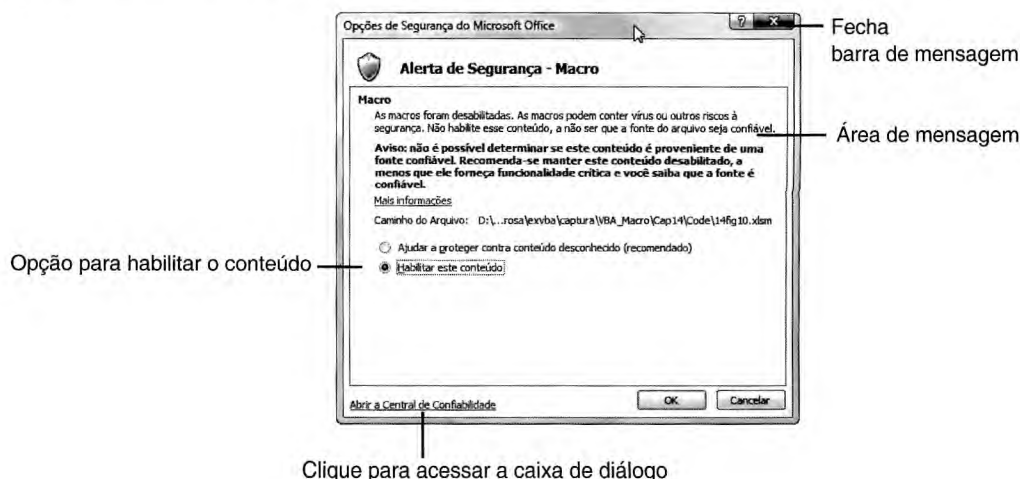 Opções de Segurança do Microsoft Office
Fecha
barra de mensagem
Alerta de Segurança - Macro
Macro
As macros foram desabilitadas. As macros podem conter vírus ou outros riscos à
segurança. Não habilite esse conteúdo, a não ser que a fonte do arquivo seja confiável.
Área de mensagem
Aviso: não é possível determinar se este conteúdo é proveniente de uma
fonte confiável. Recomenda-se manter este conteúdo desabilitado, a
menos que ele forneça funcionalidade crítica e você saiba que a fonte é
confiável.
Mais informações
Caminho do Arquivo: D:\...rosa\exvba\captura\VBA_Macro\Cap14\Code\14fig10.xlsm
Ajudar a proteger contra conteúdo desconhecido (recomendado)
Opção para habilitar o conteúdo
Habilitar este conteúdo
Abrir a Central de Confiabilidade
OK
Cancelar
Clique para acessar a caixa de diálogo